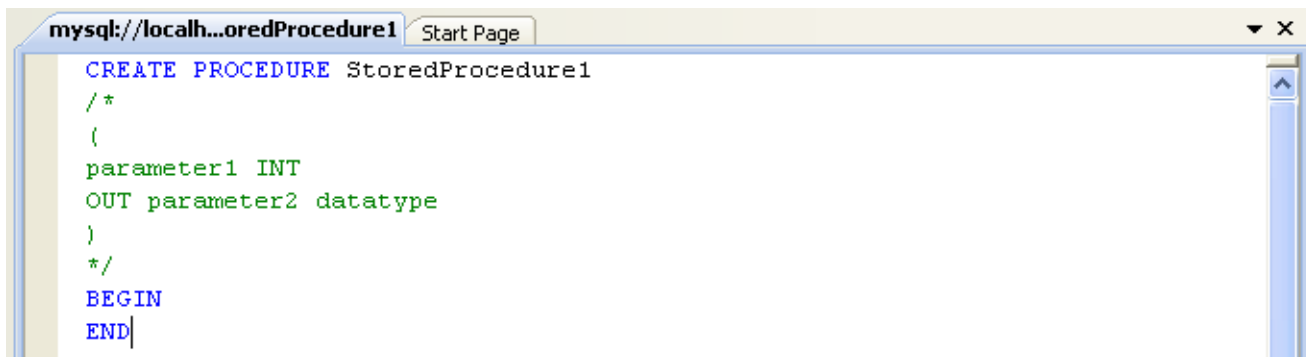 mysql://localh...oredProcedure1 Start Page
CREATE PROCEDURE StoredProcedure1
/*
(
parameter1 INT
OUT parameter2 datatype
)
*/
BEGIN
END